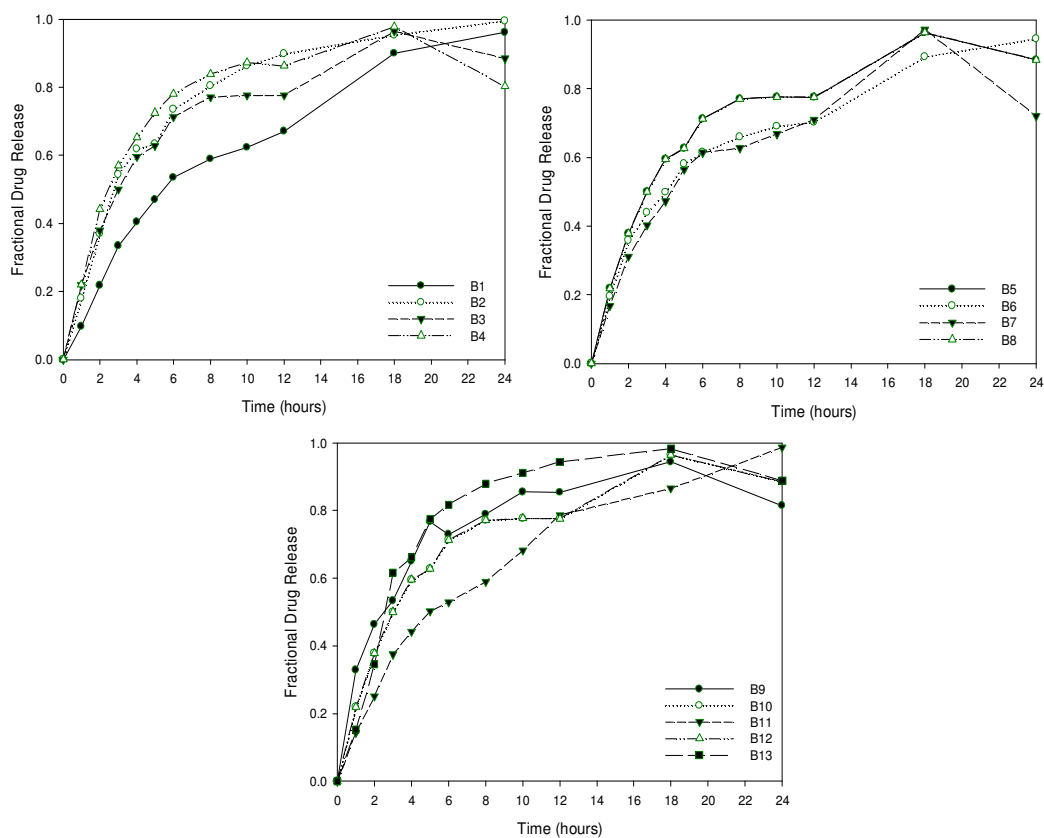 Fractional Drug Release
1.0
0.8
0.6
0.4
0.2
0.0
B1
B2
B3
B4
0 2 4 6 8 10 12 14 16 18 20 22 24
Time (hours)
Fractional Drug Release
1.0
0.8
0.6
0.4
0.2
0.0
B5
B6
B7
B8
0 2 4 6 8 10 12 14 16 18 20 22 24
Time (hours)
Fractional Drug Release
1.0
0.8
0.6
0.4
0.2
0.0
B9
B10
B11
B12
B13
0 2 4 6 8 10 12 14 16 18 20 22 24
Time (hours)